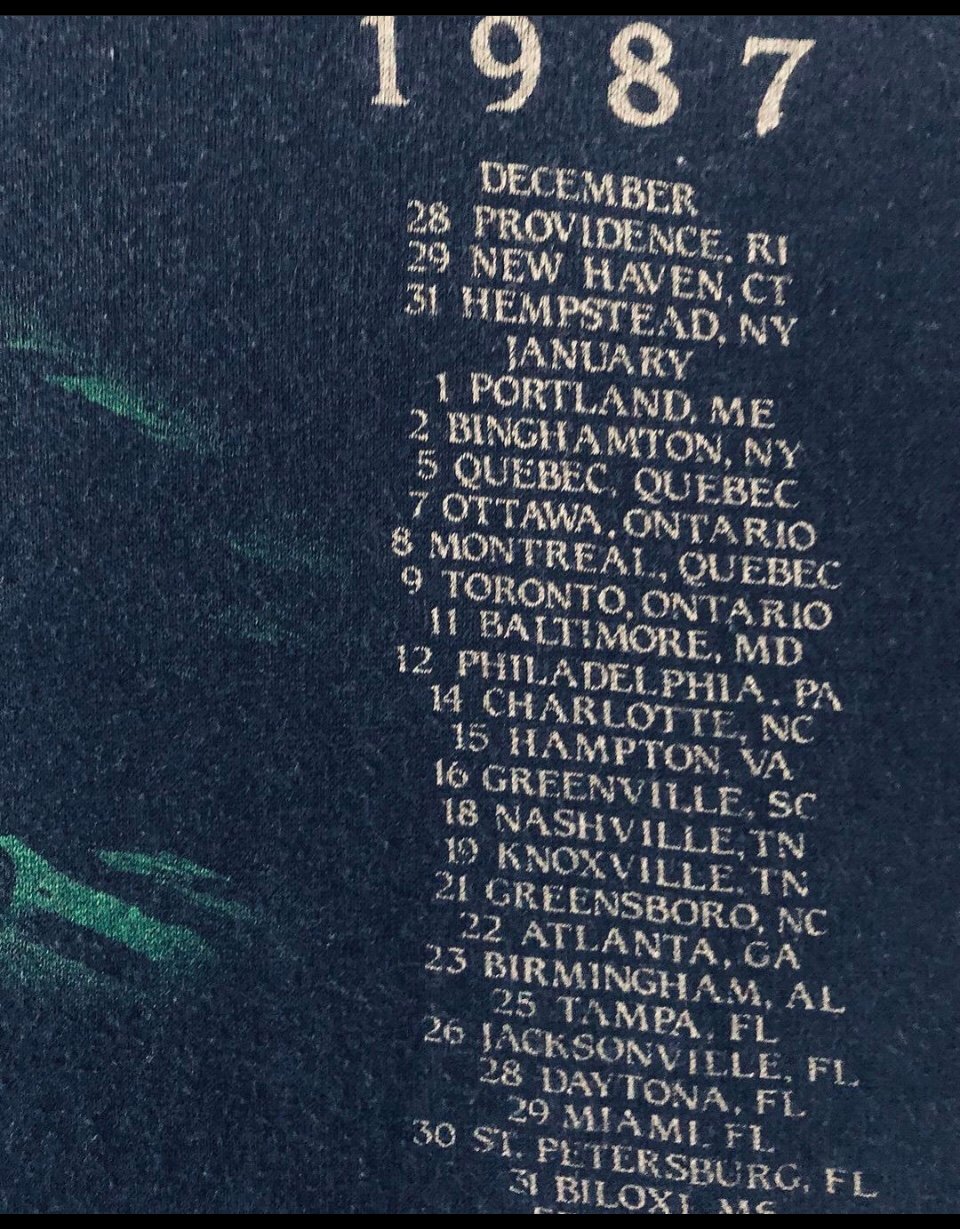 1987
DECEMBER
28 PROVIDENCE, RI
29 NEW HAVEN, CT
31 HEMPSTEAD, NY
JANUARY
1 PORTLAND, ME
2 BINGHAMTON, NY
5 QUEBEC, QUEBEC
7 OTTAWA, ONTARIO
8 MONTREAL, QUEBEC
9 TORONTO, ONTARIO
11 BALTIMORE, MD
12 PHILADELPHIA, PA
14 CHARLOTTE, NC
15 HAMPTON, VA
16 GREENVILLE, SC
18 NASHVILLE, TN
19 KNOXVILLE, TN
21 GREENSBORO, NC
22 ATLANTA, GA
23 BIRMINGHAM, AL
25 TAMPA, FL
26 JACKSONVILLE, FL
28 DAYTONA, FL
29 MIAMI, FL
30 ST. PETERSBURG, FL
31 BILOXI, MS